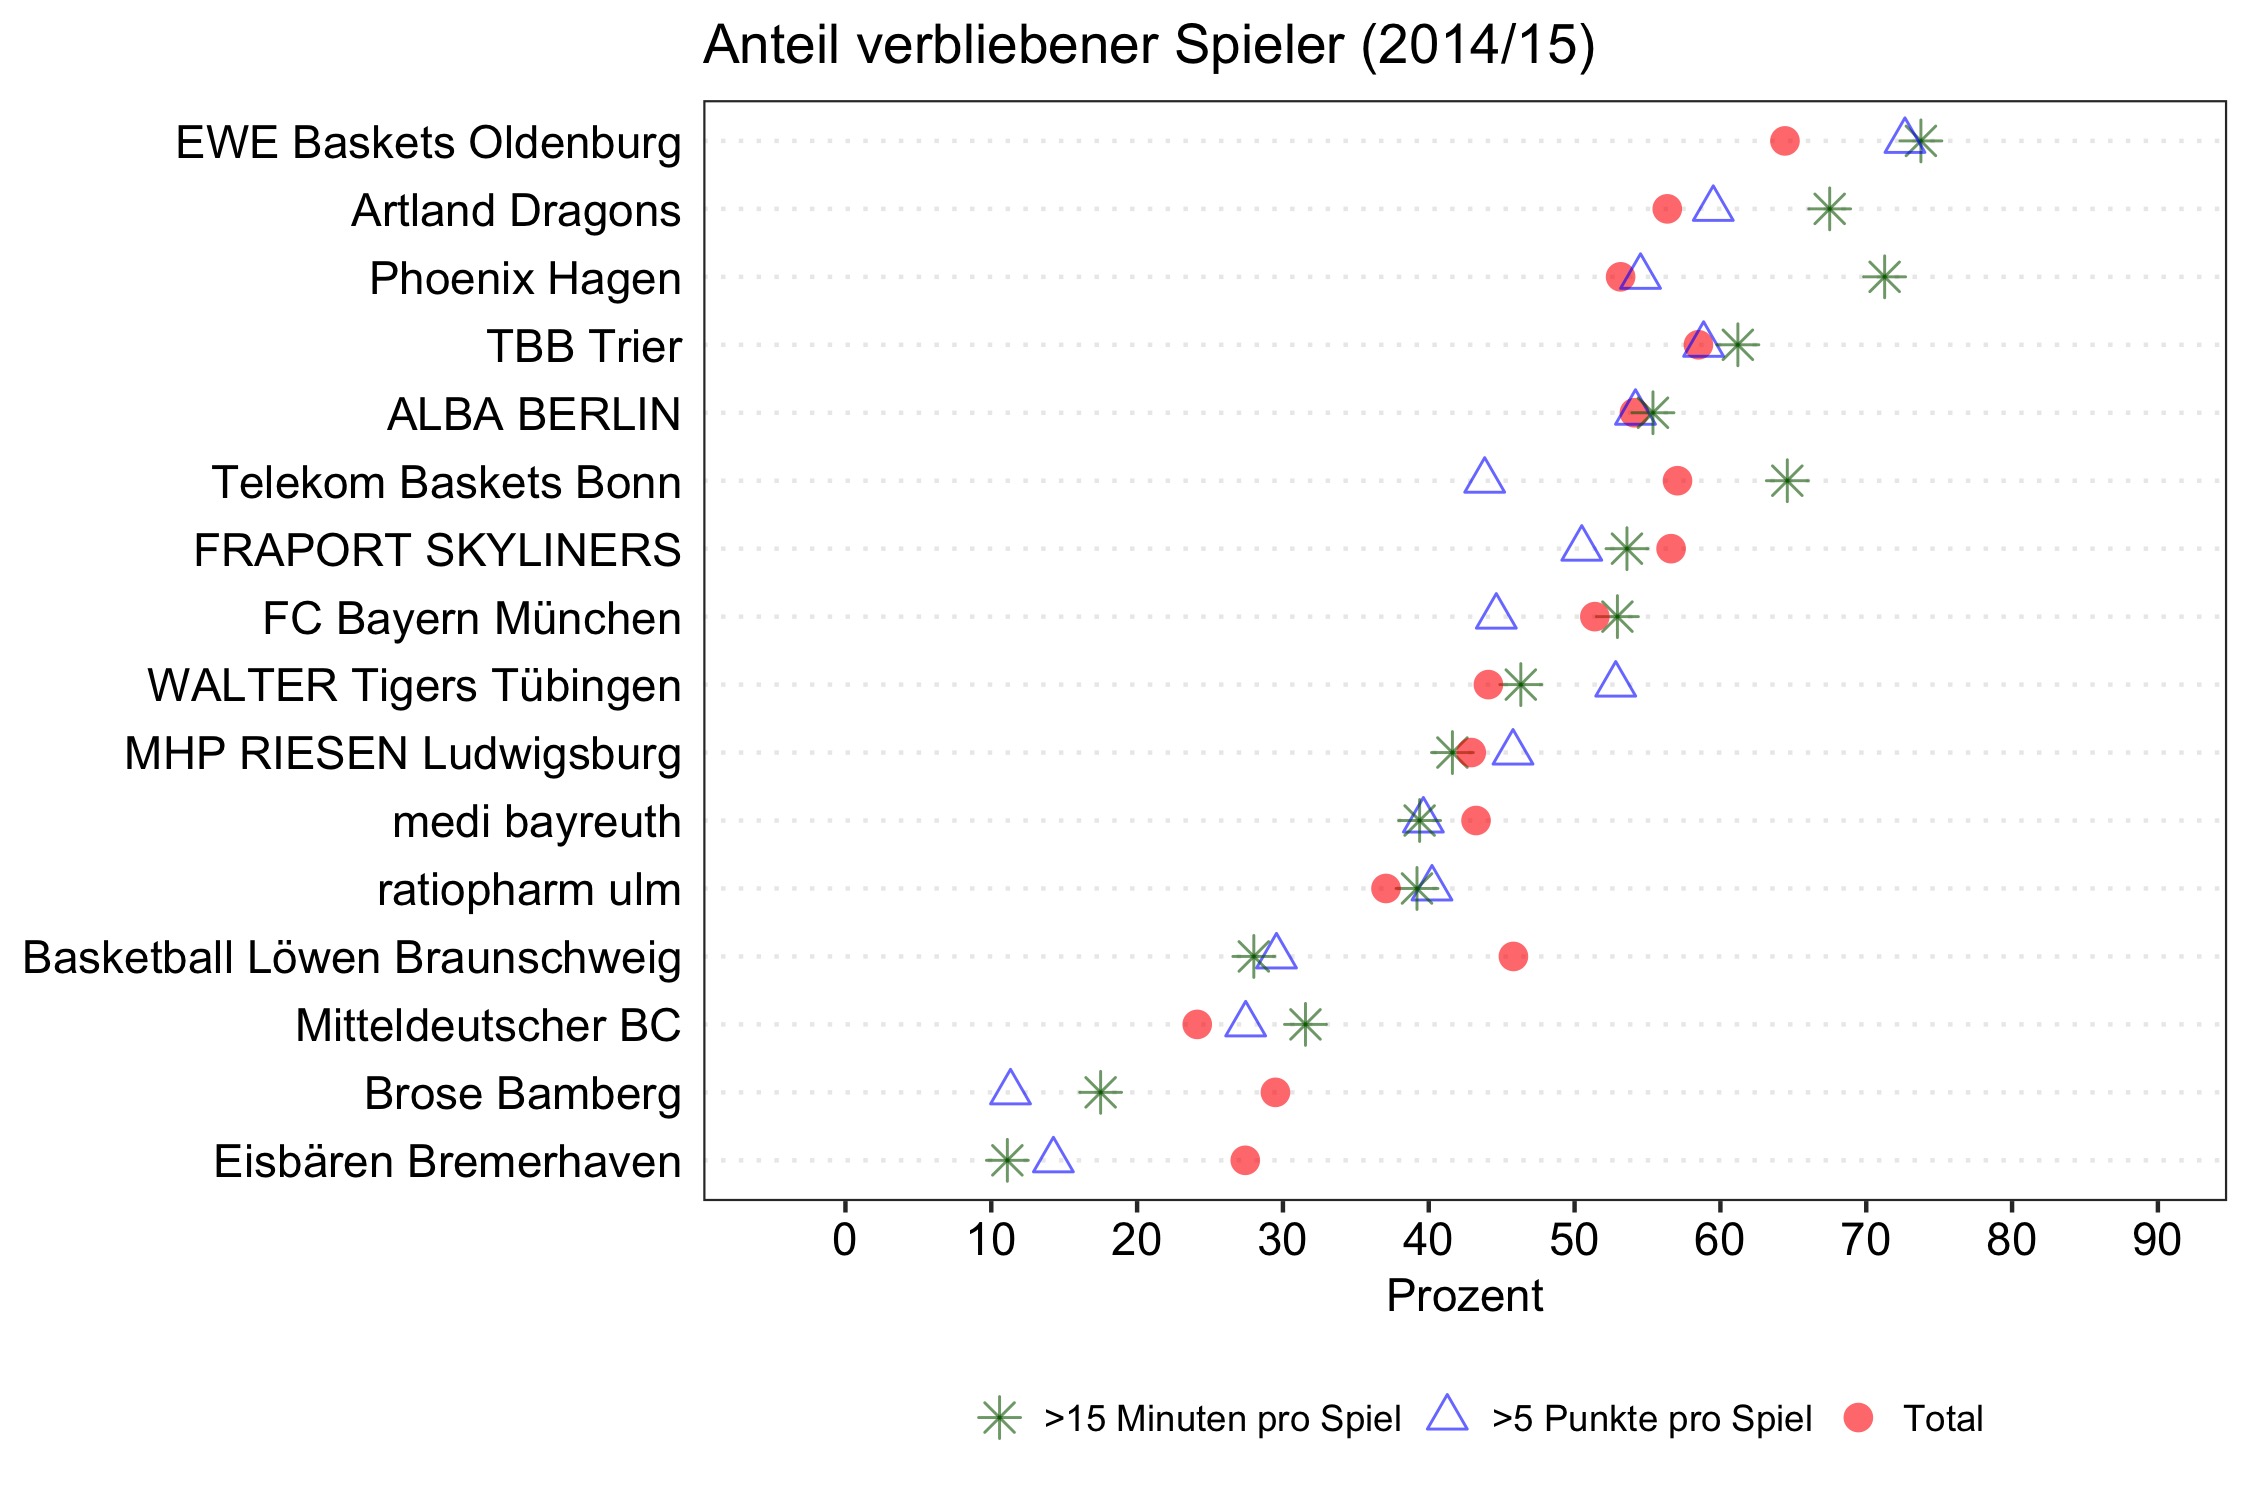 Anteil verbliebener Spieler (2014/15)
EWE Baskets Oldenburg
Artland Dragons
Phoenix Hagen
TBB Trier
ALBA BERLIN
Telekom Baskets Bonn
FRAPORT SKYLINERS
FC Bayern München
WALTER Tigers Tübingen
MHP RIESEN Ludwigsburg
medi bayreuth
ratiopharm ulm
Basketball Löwen Braunschweig
Mitteldeutscher BC
Brose Bamberg
Eisbären Bremerhaven
0 10 20 30 40 50 60 70 80 90
Prozent
>15 Minuten pro Spiel >5 Punkte pro Spiel Total